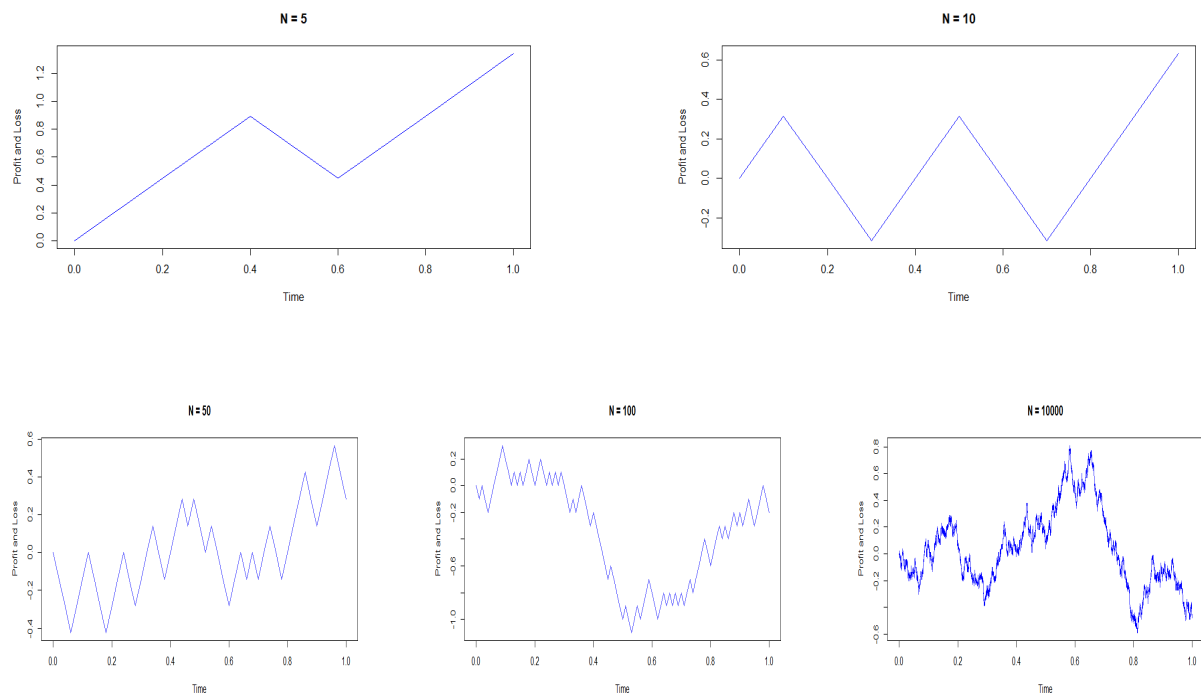 N = 5
Profit and Loss
0.0 0.2 0.4 0.6 0.8 1.0 1.2
0.0 0.2 0.4 0.6 0.8 1.0
Time
N = 10
Profit and Loss
-0.2 0.0 0.2 0.4 0.6
0.0 0.2 0.4 0.6 0.8 1.0
Time
N = 50
Profit and Loss
-0.4 -0.2 0.0 0.2 0.4 0.6
0.0 0.2 0.4 0.6 0.8 1.0
Time
N = 100
Profit and Loss
-1.0 -0.6 -0.2 0.0 0.2
0.0 0.2 0.4 0.6 0.8 1.0
Time
N = 10000
Profit and Loss
-0.6 -0.2 0.0 0.2 0.4 0.6 0.8
0.0 0.2 0.4 0.6 0.8 1.0
Time